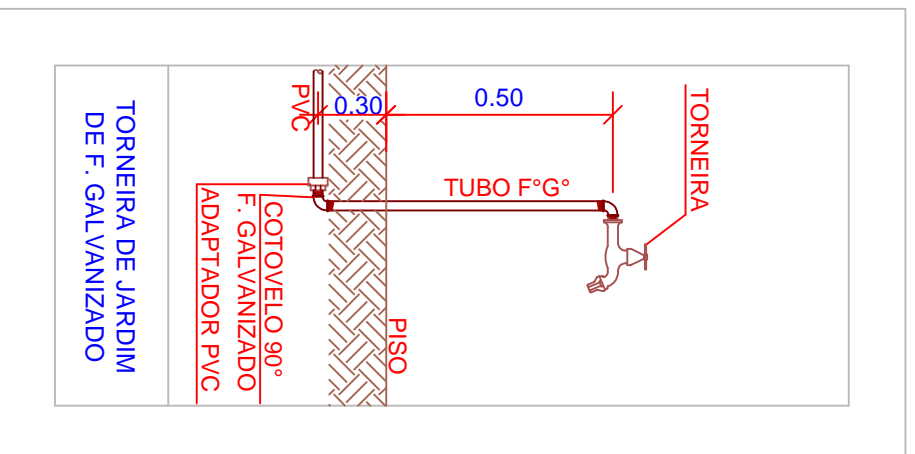 TORNEIRA DE JARDIM
DE F. GALVANIZADO
PVC
0.30
0.50
TORNEIRA
TUBO F°G°
COTOVELO 90°
F. GALVANIZADO
ADAPTADOR PVC
PISO